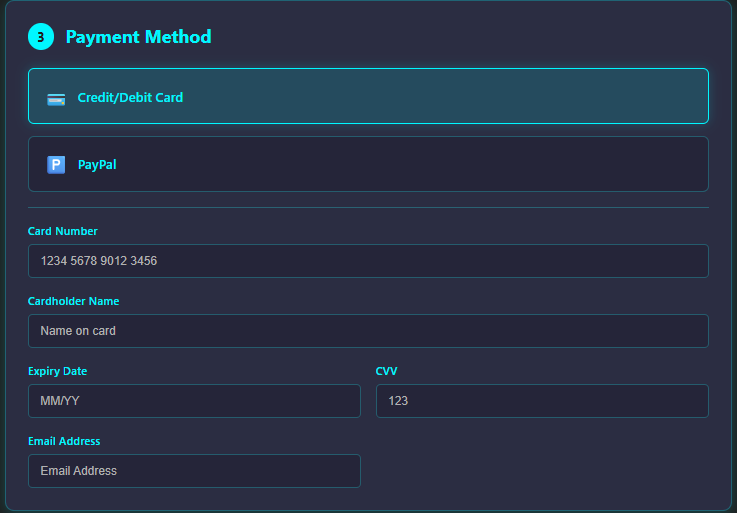 3 Payment Method
Credit/Debit Card
P PayPal
Card Number
1234 5678 9012 3456
Cardholder Name
Name on card
Expiry Date CVV
MM/YY 123
Email Address
Email Address